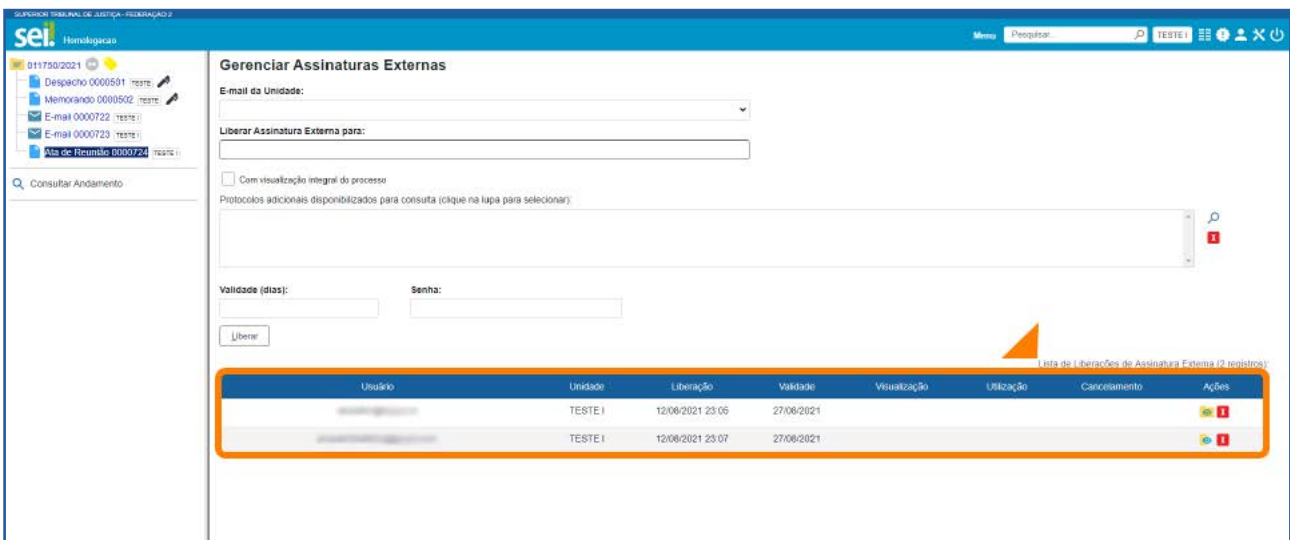 SUPERIOR TRIBUNAL DE JUSTIÇA - FEDERAÇÃO 2
sei. Homologacao
Menu Pesquisar... TESTE I
011750/2021
Despacho 0000501 TESTE
Memorando 0000502 TESTE
E-mail 0000722 TESTE I
E-mail 0000723 TESTE I
Ata de Reunião 0000724 TESTE I
Consultar Andamento
Gerenciar Assinaturas Externas
E-mail da Unidade:
Liberar Assinatura Externa para:
Com visualização integral do processo
Protocolos adicionais disponibilizados para consulta (clique na lupa para selecionar):
Validade (dias): Senha:
Liberar
Lista de Liberações de Assinatura Externa (2 registros):
Usuário Unidade Liberação Validade Visualização Utilização Cancelamento Ações
TESTE I 12/08/2021 23:05 27/08/2021
TESTE I 12/08/2021 23:07 27/08/2021